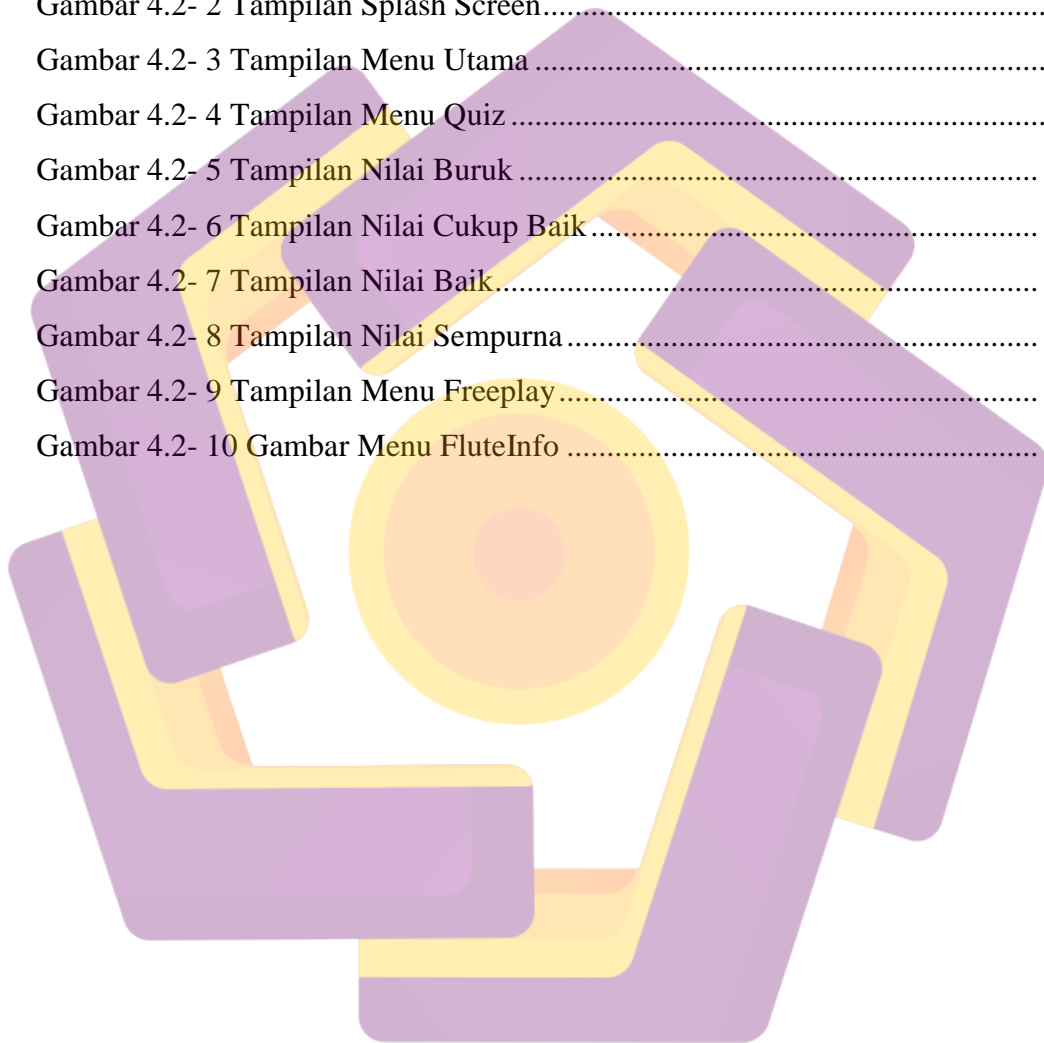 Gambar 4.2- 2 Tampilan Splash Screen....................................................................
Gambar 4.2- 3 Tampilan Menu Utama ....................................................................
Gambar 4.2- 4 Tampilan Menu Quiz ......................................................................
Gambar 4.2- 5 Tampilan Nilai Buruk .....................................................................
Gambar 4.2- 6 Tampilan Nilai Cukup Baik ............................................................
Gambar 4.2- 7 Tampilan Nilai Baik........................................................................
Gambar 4.2- 8 Tampilan Nilai Sempurna ...............................................................
Gambar 4.2- 9 Tampilan Menu Freeplay ................................................................
Gambar 4.2- 10 Gambar Menu FluteInfo ...............................................................